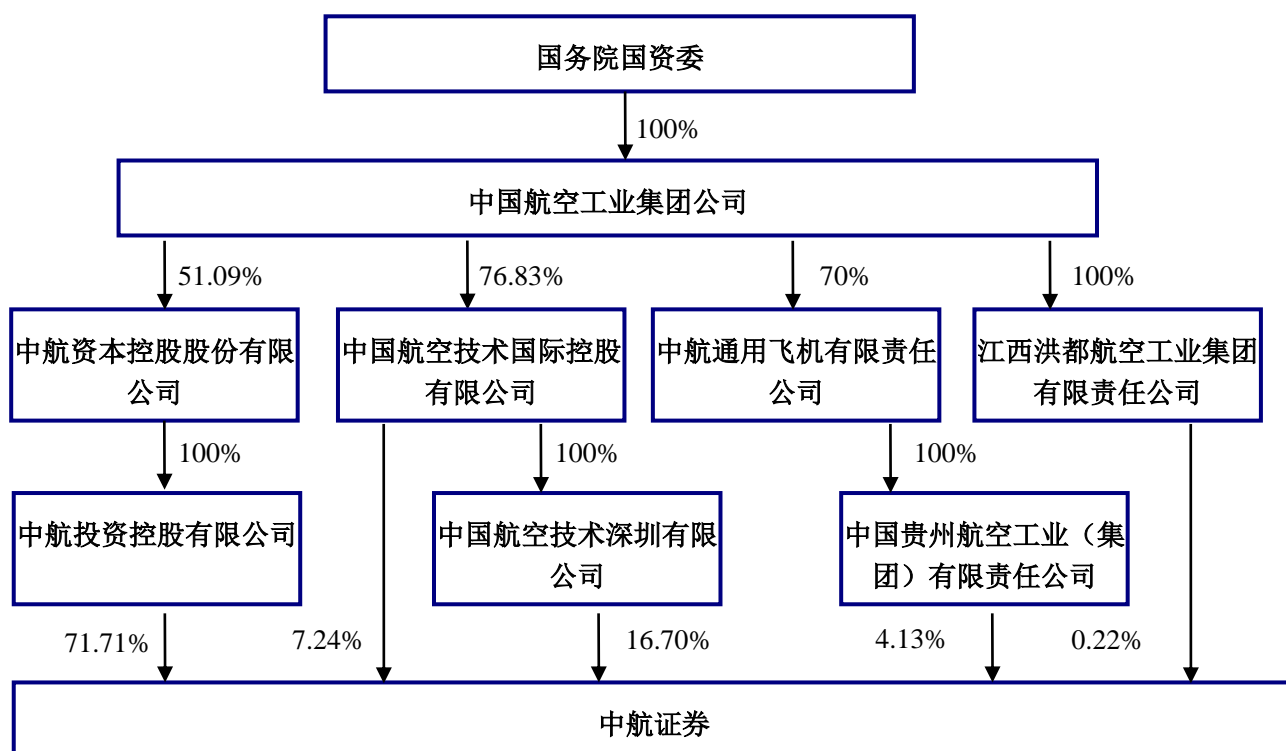 国务院国资委
100%
中国航空工业集团公司
51.09%
76.83%
70%
100%
中航资本控股股份有限
公司
中国航空技术国际控股
有限公司
中航通用飞机有限责任
公司
江西洪都航空工业集团
有限责任公司
100%
100%
100%
中航投资控股有限公司
中国航空技术深圳有限
公司
中国贵州航空工业（集
团）有限责任公司
71.71%
7.24%
16.70%
4.13%
0.22%
中航证券